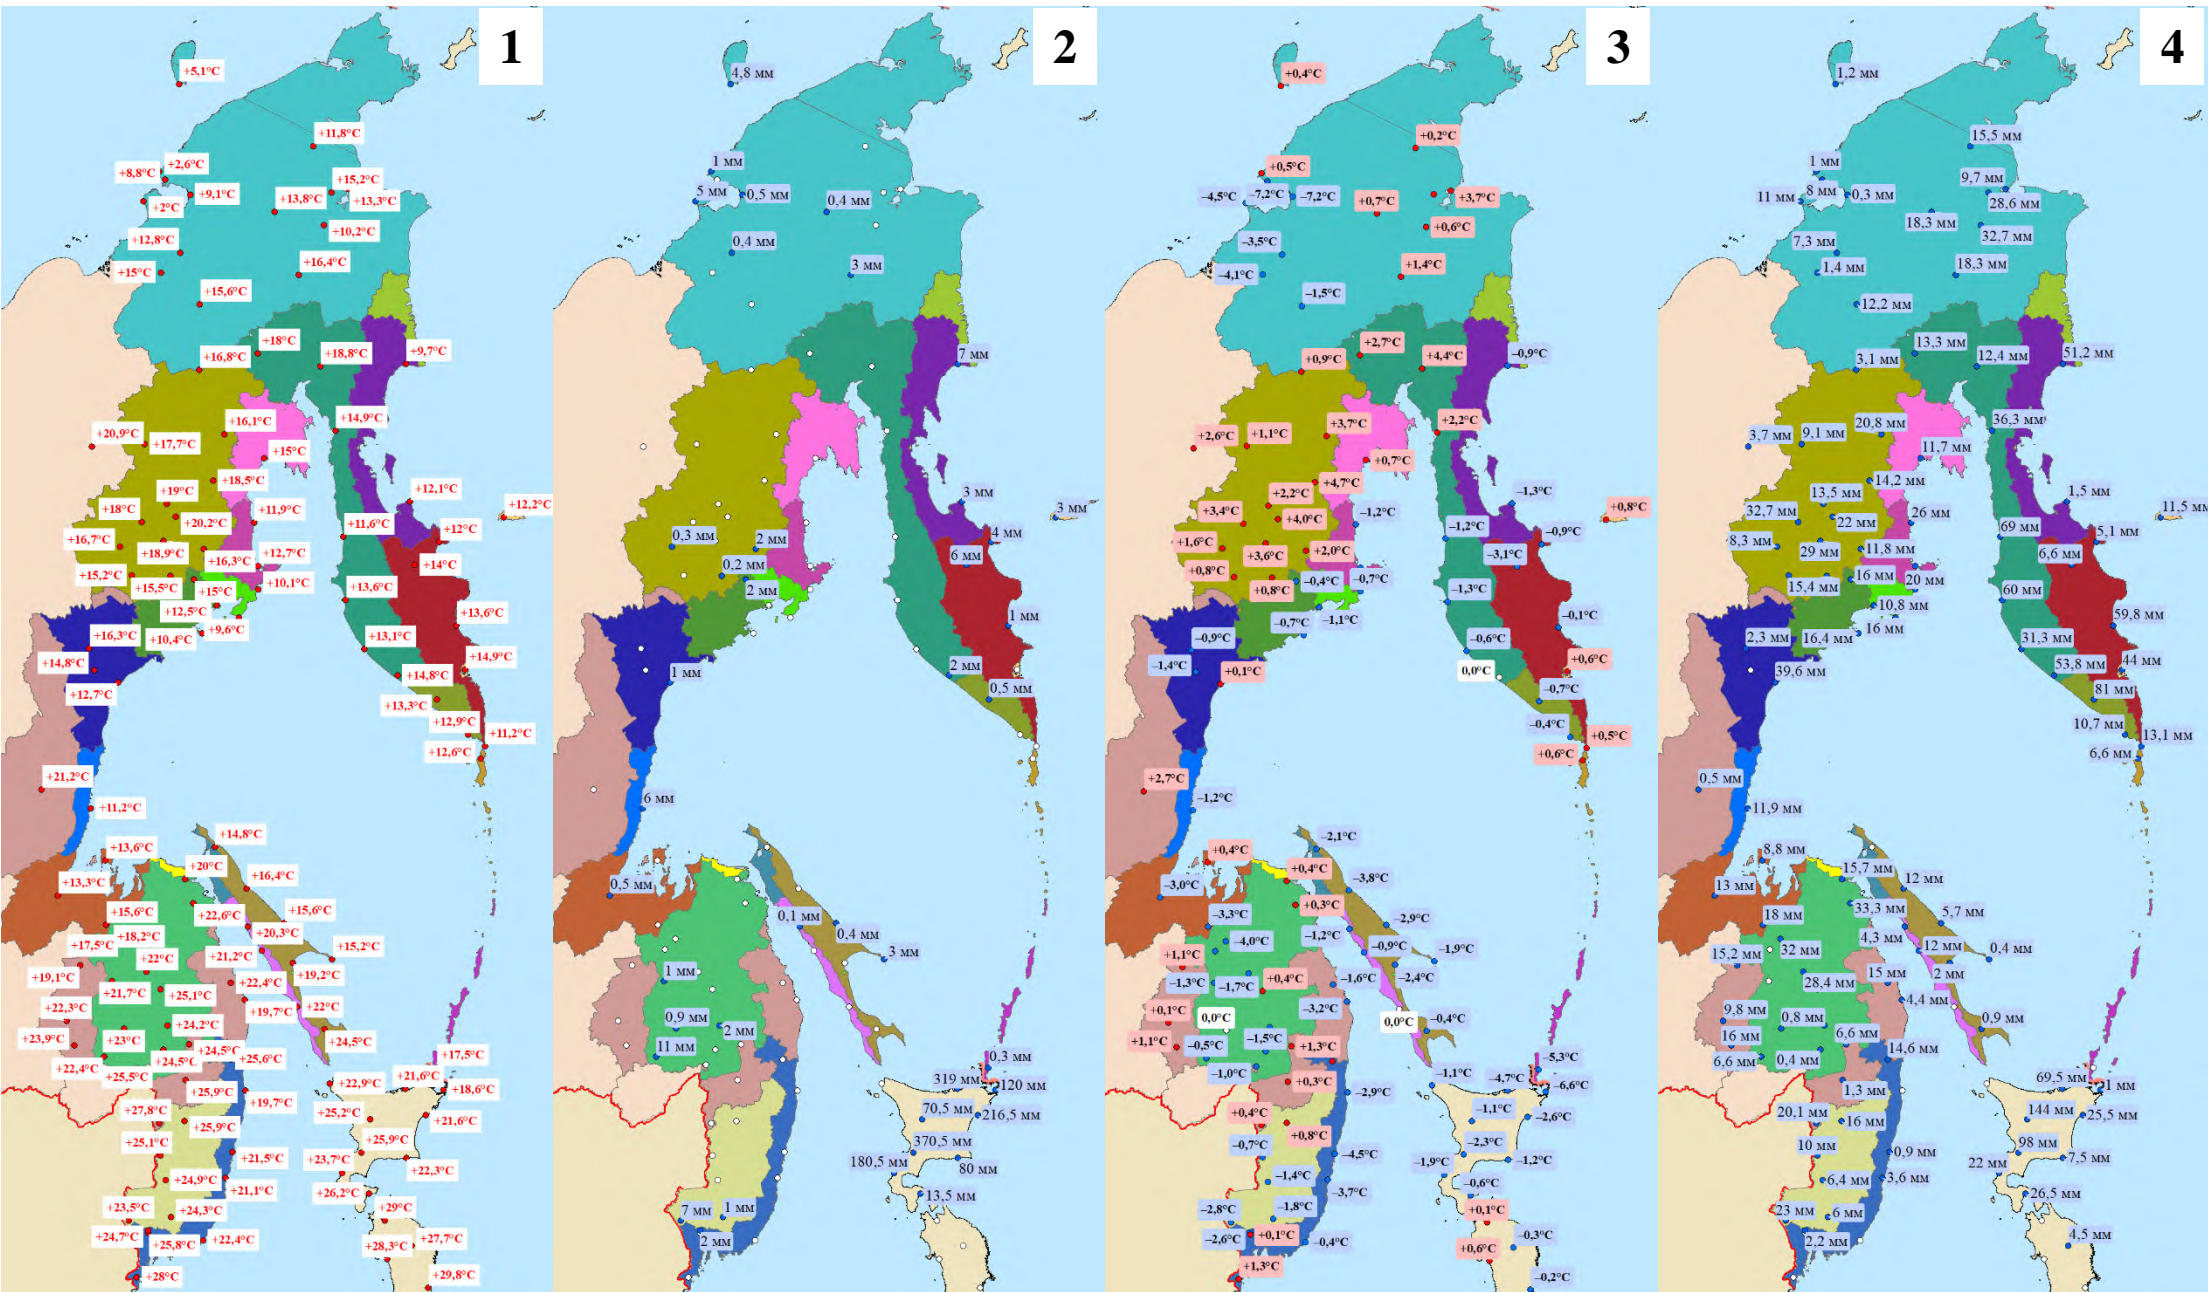 1
+5,1°C
+11,8°C
+2,6°C
+8,8°C
+15,2°C
+9,1°C
+13,8°C
+13,3°C
+2°C
+10,2°C
+12,8°C
+16,4°C
+15°C
+15,6°C
+18°C
+16,8°C
+18,8°C
+9,7°C
+16,1°C
+14,9°C
+20,9°C
+17,7°C
+15°C
+18,5°C
+19°C
+12,1°C
+12,2°C
+18°C
+11,9°C
+20,2°C
+11,6°C
+12°C
+16,7°C
+18,9°C
+12,7°C
+16,3°C
+14°C
+15,2°C
+15,5°C
+15°C
+10,1°C
+13,6°C
+12,5°C
+13,6°C
+9,6°C
+16,3°C
+10,4°C
+13,1°C
+14,8°C
+14,9°C
+12,7°C
+14,8°C
+13,3°C
+12,9°C
+11,2°C
+12,6°C
+21,2°C
+11,2°C
+14,8°C
+13,6°C
+20°C
+13,3°C
+16,4°C
+15,6°C
+22,6°C
+15,6°C
+18,2°C
+20,3°C
+17,5°C
+15,2°C
+22°C
+21,2°C
+19,1°C
+19,2°C
+21,7°C
+25,1°C
+22,4°C
+22,3°C
+19,7°C
+22°C
+24,2°C
+23,9°C
+23°C
+24,5°C
+24,5°C
+24,5°C
+25,6°C
+17,5°C
+22,4°C
+25,5°C
+21,6°C
+25,9°C
+22,9°C
+18,6°C
+19,7°C
+27,8°C
+25,2°C
+21,6°C
+25,9°C
+25,1°C
+25,9°C
+21,5°C
+23,7°C
+22,3°C
+24,9°C
+21,1°C
+26,2°C
+23,5°C
+24,3°C
+29°C
+24,7°C
+25,8°C
+22,4°C
+28,3°C
+27,7°C
+28°C
+29,8°C
2
4,8 мм
1 мм
5 мм
0,5 мм
0,4 мм
0,4 мм
3 мм
7 мм
3 мм
3 мм
0,3 мм
2 мм
4 мм
6 мм
0,2 мм
2 мм
1 мм
1 мм
2 мм
0,5 мм
6 мм
0,5 мм
0,1 мм
0,4 мм
3 мм
1 мм
0,9 мм
2 мм
11 мм
0,3 мм
319 мм
120 мм
70,5 мм
216,5 мм
370,5 мм
180,5 мм
80 мм
13,5 мм
7 мм
1 мм
2 мм
3
+0,4°C
+0,2°C
+0,5°C
–4,5°C
–7,2°C
–7,2°C
+0,7°C
+3,7°C
+0,6°C
–3,5°C
–4,1°C
+1,4°C
–1,5°C
+2,7°C
+0,9°C
+4,4°C
–0,9°C
+3,7°C
+2,2°C
+2,6°C
+1,1°C
+0,7°C
+4,7°C
+2,2°C
–1,3°C
+0,8°C
+3,4°C
–1,2°C
+4,0°C
–1,2°C
–0,9°C
+1,6°C
+3,6°C
+2,0°C
–3,1°C
+0,8°C
+0,8°C
–0,4°C
–0,7°C
–1,3°C
–0,1°C
–0,7°C
–1,1°C
–0,9°C
–0,6°C
–1,4°C
+0,1°C
0,0°C
+0,6°C
–0,7°C
–0,4°C
+0,5°C
+0,6°C
+2,7°C
–1,2°C
–2,1°C
+0,4°C
+0,4°C
–3,0°C
–3,8°C
+0,3°C
–3,3°C
–2,9°C
–1,2°C
–4,0°C
–0,9°C
+1,1°C
–1,9°C
–1,3°C
–1,7°C
+0,4°C
–1,6°C
–2,4°C
+0,1°C
0,0°C
–3,2°C
0,0°C
–0,4°C
+1,1°C
–0,5°C
–1,5°C
+1,3°C
–5,3°C
–1,0°C
+0,3°C
–1,1°C
–4,7°C
–6,6°C
–2,9°C
+0,4°C
–1,1°C
–2,6°C
+0,8°C
–0,7°C
–4,5°C
–2,3°C
–1,9°C
–1,2°C
–1,4°C
–3,7°C
–0,6°C
–2,8°C
–1,8°C
+0,1°C
–2,6°C
+0,1°C
–0,4°C
–0,3°C
+0,6°C
+1,3°C
–0,2°C
4
1,2 мм
15,5 мм
1 мм
9,7 мм
11 мм
8 мм
0,3 мм
28,6 мм
18,3 мм
32,7 мм
7,3 мм
1,4 мм
18,3 мм
12,2 мм
13,3 мм
3,1 мм
12,4 мм
51,2 мм
20,8 мм
36,3 мм
3,7 мм
9,1 мм
11,7 мм
14,2 мм
13,5 мм
1,5 мм
11,5 мм
32,7 мм
22 мм
26 мм
69 мм
5,1 мм
8,3 мм
29 мм
11,8 мм
6,6 мм
15,4 мм
16 мм
20 мм
60 мм
10,8 мм
59,8 мм
16 мм
2,3 мм
16,4 мм
31,3 мм
39,6 мм
53,8 мм
44 мм
81 мм
10,7 мм
13,1 мм
6,6 мм
0,5 мм
11,9 мм
8,8 мм
15,7 мм
13 мм
12 мм
33,3 мм
18 мм
5,7 мм
4,3 мм
32 мм
12 мм
0,4 мм
15,2 мм
15 мм
2 мм
28,4 мм
4,4 мм
9,8 мм
0,8 мм
0,9 мм
16 мм
6,6 мм
6,6 мм
0,4 мм
14,6 мм
69,5 мм
1 мм
1,3 мм
20,1 мм
144 мм
25,5 мм
16 мм
10 мм
98 мм
0,9 мм
7,5 мм
22 мм
6,4 мм
3,6 мм
26,5 мм
23 мм
6 мм
2,2 мм
4,5 мм